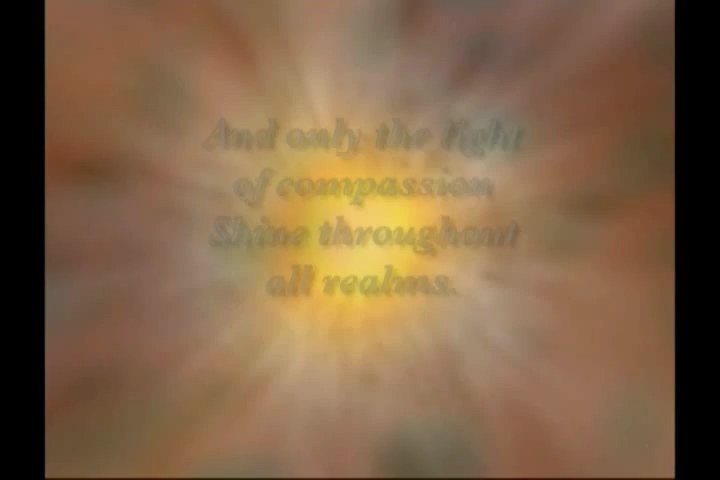 And only the light
of compassion
Shine throughout
all realms.